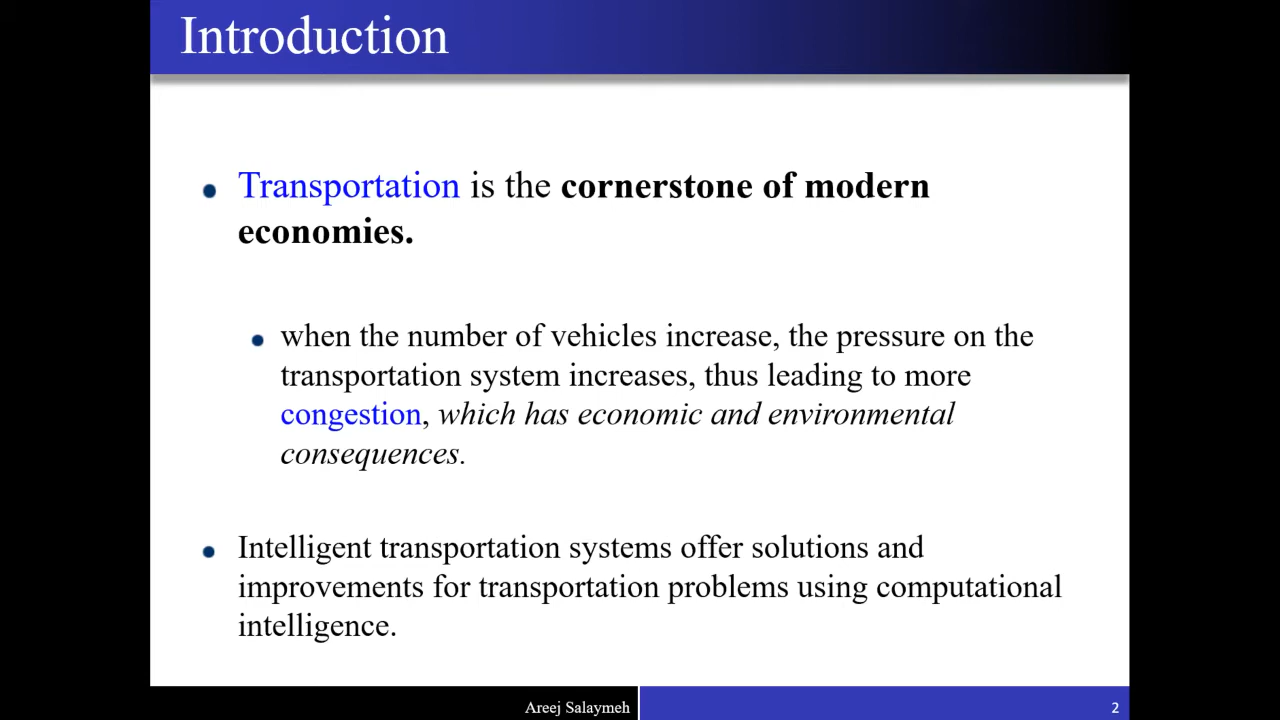 Introduction
Transportation is the cornerstone of modern
economies.
when the number of vehicles increase, the pressure on the
transportation system increases, thus leading to more
congestion, which has economic and environmental
consequences.
Intelligent transportation systems offer solutions and
improvements for transportation problems using computational
intelligence.
Areej Salaymeh
2